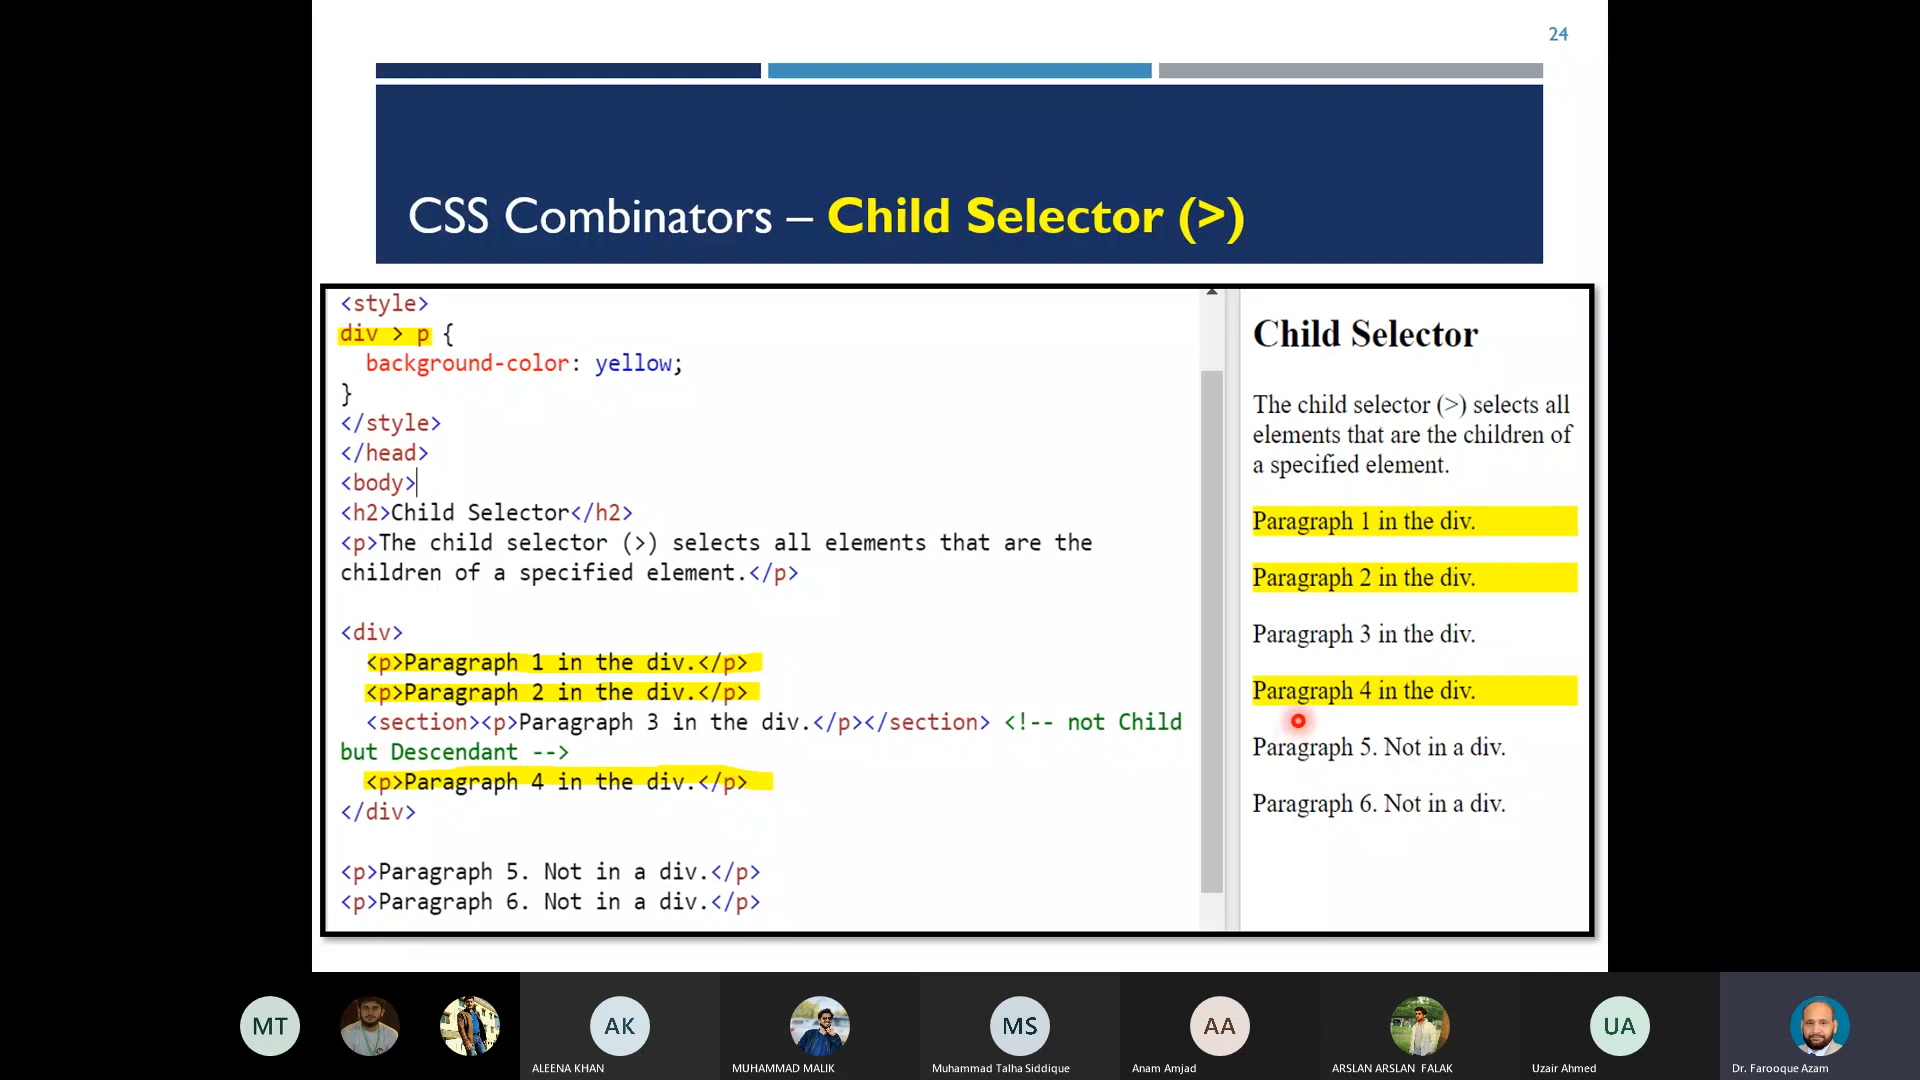 24
CSS Combinators – Child Selector (>)
<style>
div > p {
  background-color: yellow;
}
</style>
</head>
<body>
<h2>Child Selector</h2>
<p>The child selector (>) selects all elements that are the
children of a specified element.</p>
<div>
  <p>Paragraph 1 in the div.</p>
  <p>Paragraph 2 in the div.</p>
  <section><p>Paragraph 3 in the div.</p></section> <!-- not Child
but Descendant -->
  <p>Paragraph 4 in the div.</p>
</div>
<p>Paragraph 5. Not in a div.</p>
<p>Paragraph 6. Not in a div.</p>
Child Selector
The child selector (>) selects all
elements that are the children of
a specified element.
Paragraph 1 in the div.
Paragraph 2 in the div.
Paragraph 3 in the div.
Paragraph 4 in the div.
Paragraph 5. Not in a div.
Paragraph 6. Not in a div.
MT
AK
MS
AA
UA
ALEENA KHAN
MUHAMMAD MALIK
Muhammad Talha Siddique
Anam Amjad
ARSLAN ARSLAN FALAK
Uzair Ahmed
Dr. Farooque Azam